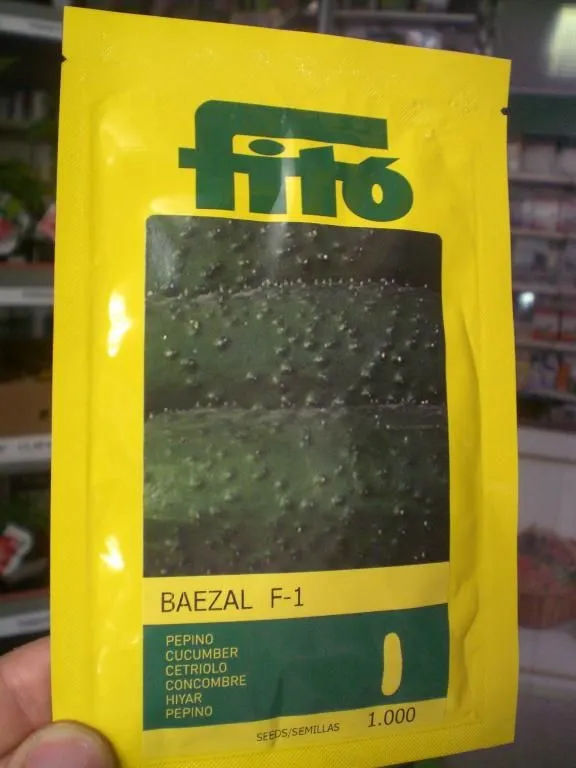 fitó
BAEZAL F-1
PEPINO
CUCUMBER
CETRIOLO
CONCOMBRE
HIYAR
PEPINO
SEEDS/SEMILLAS 1.000